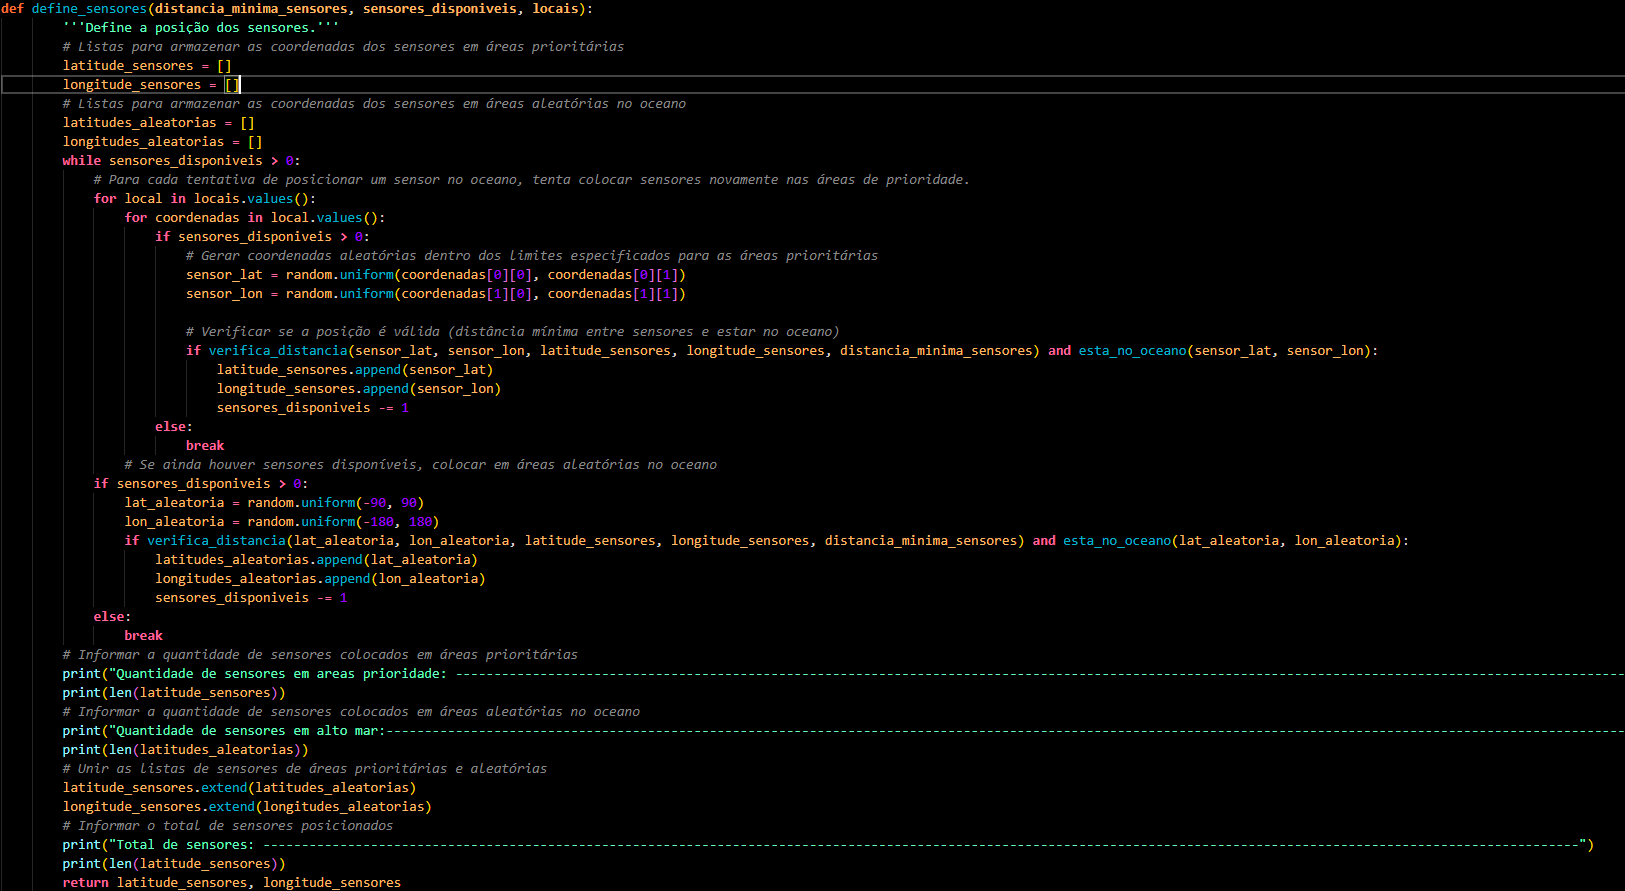 def define_sensores(distancia_minima_sensores, sensores_disponiveis, locais):
'''Define a posição dos sensores.'''
# Listas para armazenar as coordenadas dos sensores em áreas prioritárias
latitude_sensores = []
longitude_sensores = []
# Listas para armazenar as coordenadas dos sensores em áreas aleatórias no oceano
latitudes_aleatorias = []
longitudes_aleatorias = []
while sensores_disponiveis > 0:
# Para cada tentativa de posicionar um sensor no oceano, tenta colocar sensores novamente nas áreas de prioridade.
for local in locais.values():
for coordenadas in local.values():
if sensores_disponiveis > 0:
# Gerar coordenadas aleatórias dentro dos limites especificados para as áreas prioritárias
sensor_lat = random.uniform(coordenadas[0][0], coordenadas[0][1])
sensor_lon = random.uniform(coordenadas[1][0], coordenadas[1][1])
# Verificar se a posição é válida (distância mínima entre sensores e estar no oceano)
if verifica_distancia(sensor_lat, sensor_lon, latitude_sensores, longitude_sensores, distancia_minima_sensores) and esta_no_oceano(sensor_lat, sensor_lon):
latitude_sensores.append(sensor_lat)
longitude_sensores.append(sensor_lon)
sensores_disponiveis -= 1
else:
break
# Se ainda houver sensores disponíveis, colocar em áreas aleatórias no oceano
if sensores_disponiveis > 0:
lat_aleatoria = random.uniform(-90, 90)
lon_aleatoria = random.uniform(-180, 180)
if verifica_distancia(lat_aleatoria, lon_aleatoria, latitude_sensores, longitude_sensores, distancia_minima_sensores) and esta_no_oceano(lat_aleatoria, lon_aleatoria):
latitudes_aleatorias.append(lat_aleatoria)
longitudes_aleatorias.append(lon_aleatoria)
sensores_disponiveis -= 1
else:
break
# Informar a quantidade de sensores colocados em áreas prioritárias
print("Quantidade de sensores em areas prioridade: --------------------------------------------------------------------------------------------------------------------------------------------------------
print(len(latitude_sensores))
# Informar a quantidade de sensores colocados em áreas aleatórias no oceano
print("Quantidade de sensores em alto mar:-----------------------------------------------------------------------------------------------------------------------------------------------------------------
print(len(latitudes_aleatorias))
# Unir as listas de sensores de áreas prioritárias e aleatórias
latitude_sensores.extend(latitudes_aleatorias)
longitude_sensores.extend(longitudes_aleatorias)
# Informar o total de sensores posicionados
print("Total de sensores: ---------------------------------------------------------------------------------------------------------------------------------------------------------------------------")
print(len(latitude_sensores))
return latitude_sensores, longitude_sensores